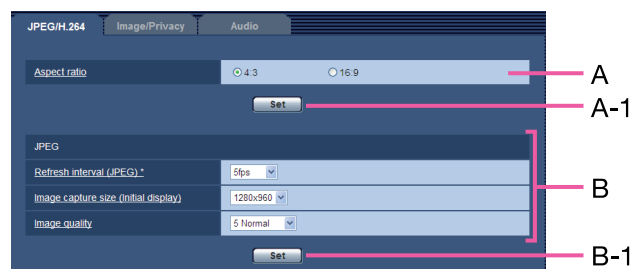 JPEG/H.264 Image/Privacy Audio
Aspect ratio 4:3 16:9 A
Set A-1
JPEG
Refresh interval (JPEG) * 5fps
Image capture size (Initial display) 1280x960 B
Image quality 5 Normal
Set B-1